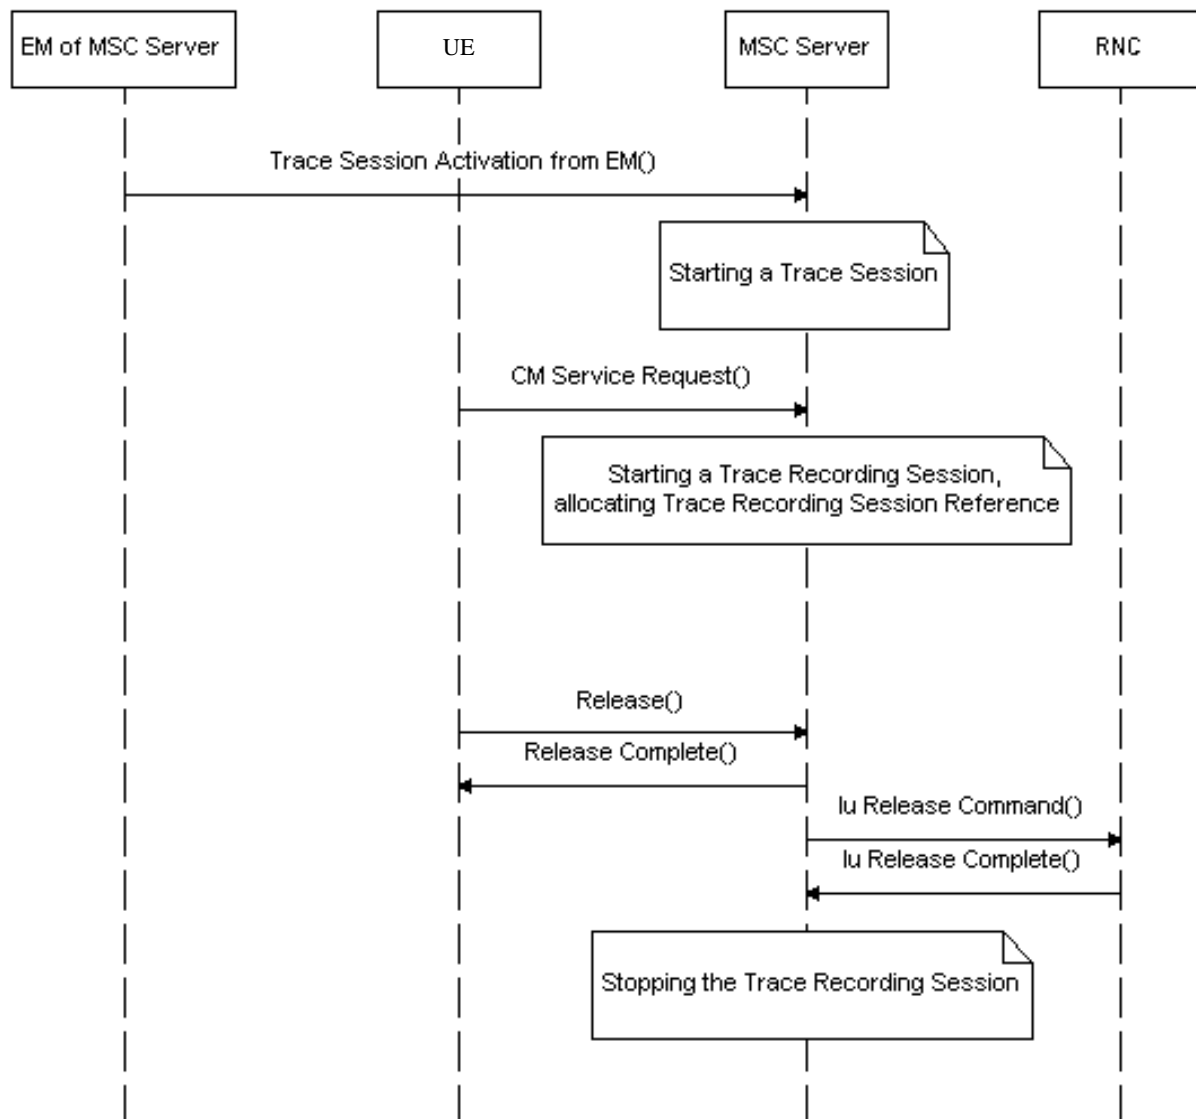 EM of MSC Server
UE
MSC Server
RNC
Trace Session Activation from EM()
Starting a Trace Session
CM Service Request()
Starting a Trace Recording Session,
allocating Trace Recording Session Reference
Release()
Release Complete()
Iu Release Command()
Iu Release Complete()
Stopping the Trace Recording Session